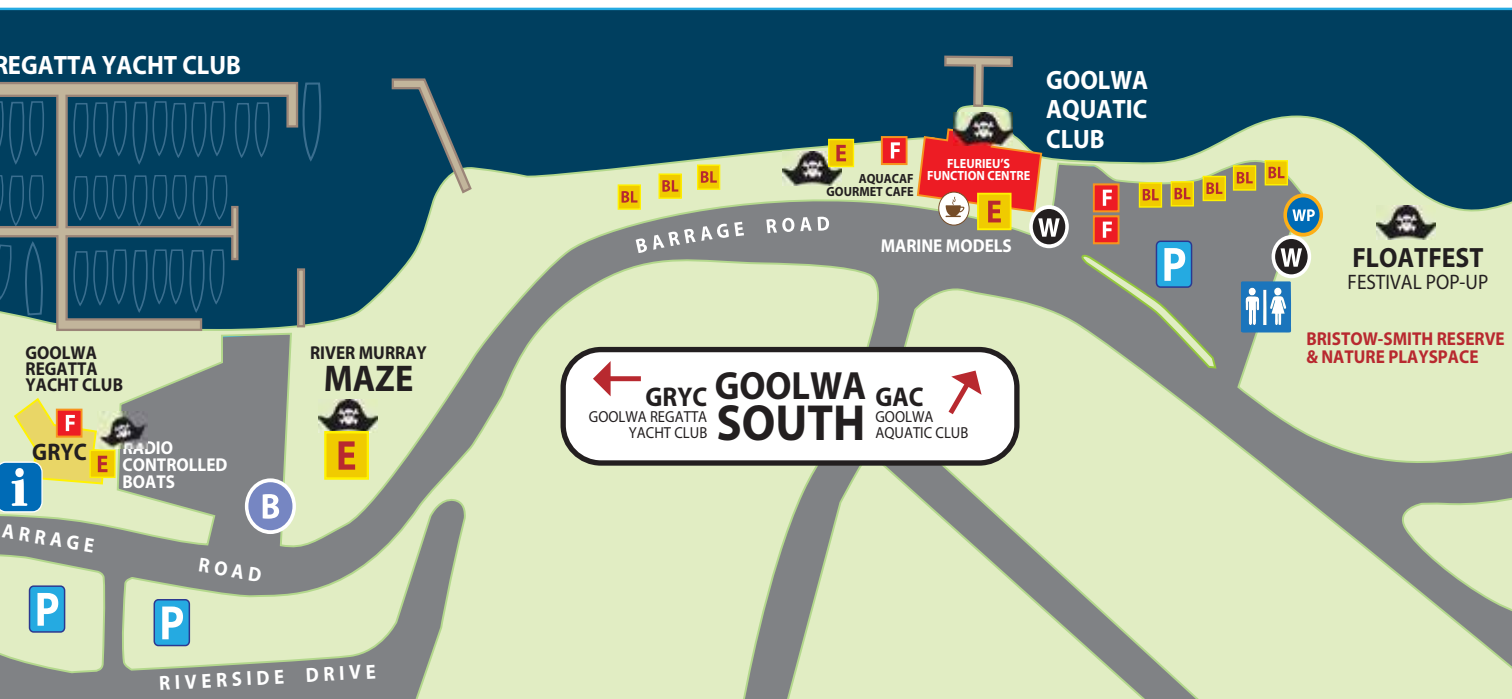 REGATTA YACHT CLUB
GOOLWA
AQUATIC
CLUB
FLEURIEU'S
FUNCTION CENTRE
E
F
AQUACAF
GOURMET CAFE
BL
BL
BL
E
W
MARINE MODELS
BARRAGE ROAD
F
F
BL
BL
BL
BL
BL
WP
W
P
FLOATFEST
FESTIVAL POP-UP
BRISTOW-SMITH RESERVE
& NATURE PLAYSPACE
GOOLWA
REGATTA
YACHT CLUB
F
GRYC
E
RADIO
CONTROLLED
BOATS
i
RIVER MURRAY
MAZE
E
B
GRYC
GOOLWA REGATTA
YACHT CLUB
GOOLWA
SOUTH
GAC
GOOLWA
AQUATIC CLUB
ARRAGE
ROAD
P
P
RIVERSIDE DRIVE